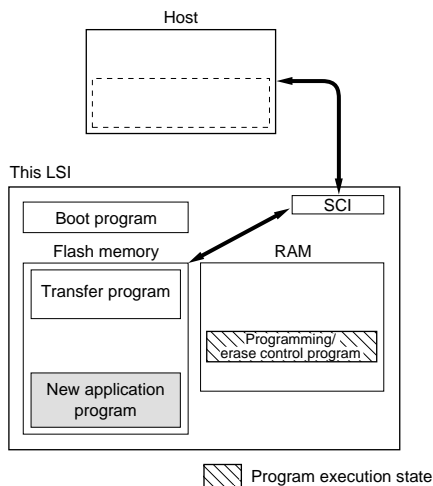 Host
This LSI
SCI
Boot program
Flash memory
RAM
Transfer program
Programming/
erase control program
New application
program
Program execution state